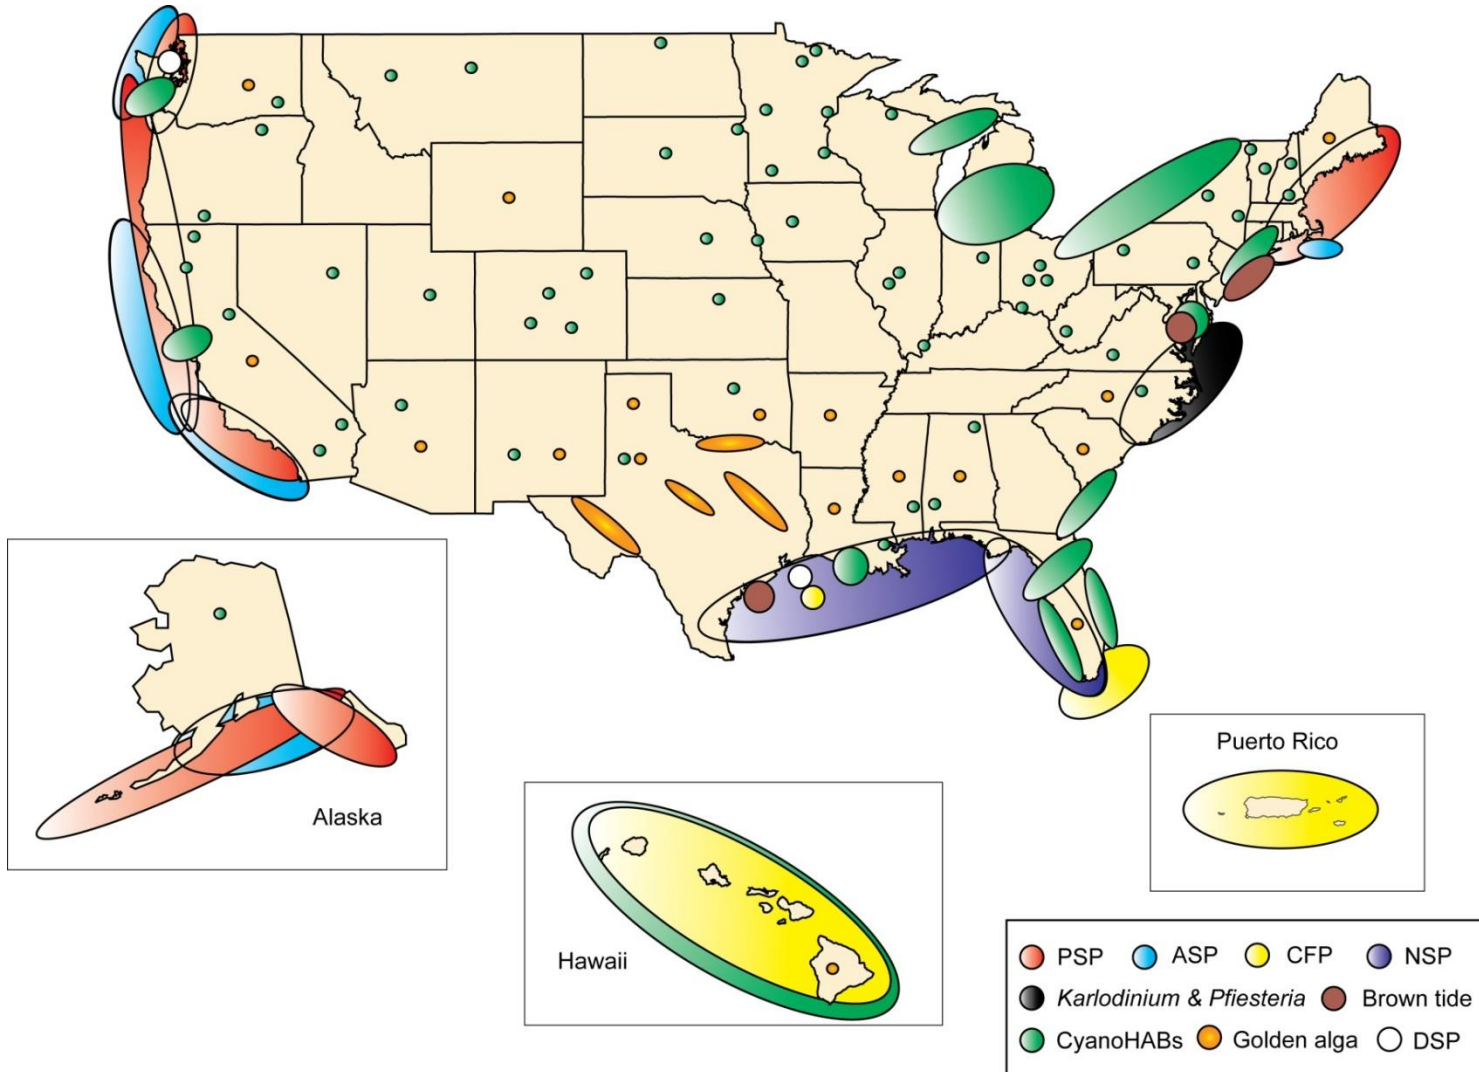 Alaska
Hawaii
Puerto Rico
PSP ASP CFP NSP
Karlodinium & Pfiesteria Brown tide
CyanoHABs Golden alga DSP